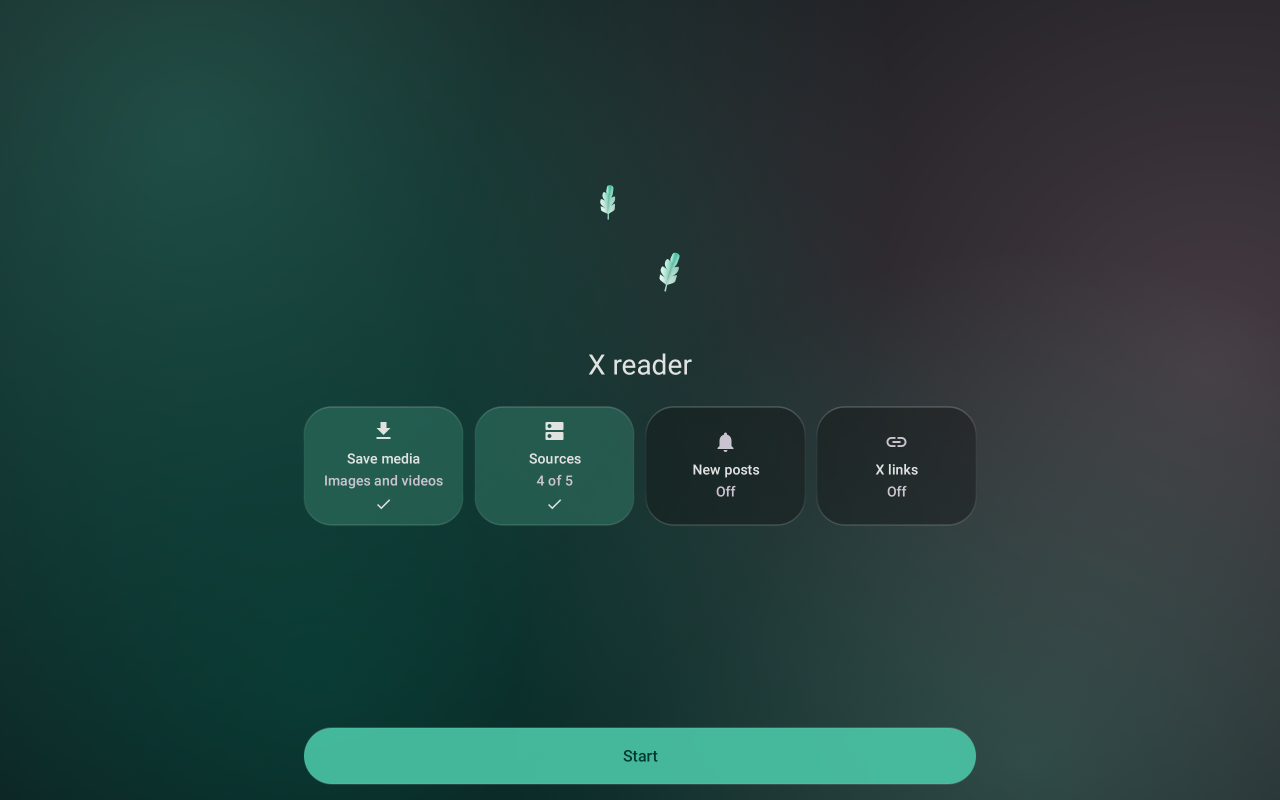 X reader
Save media
Images and videos
Sources
4 of 5
New posts
Off
X links
Off
Start